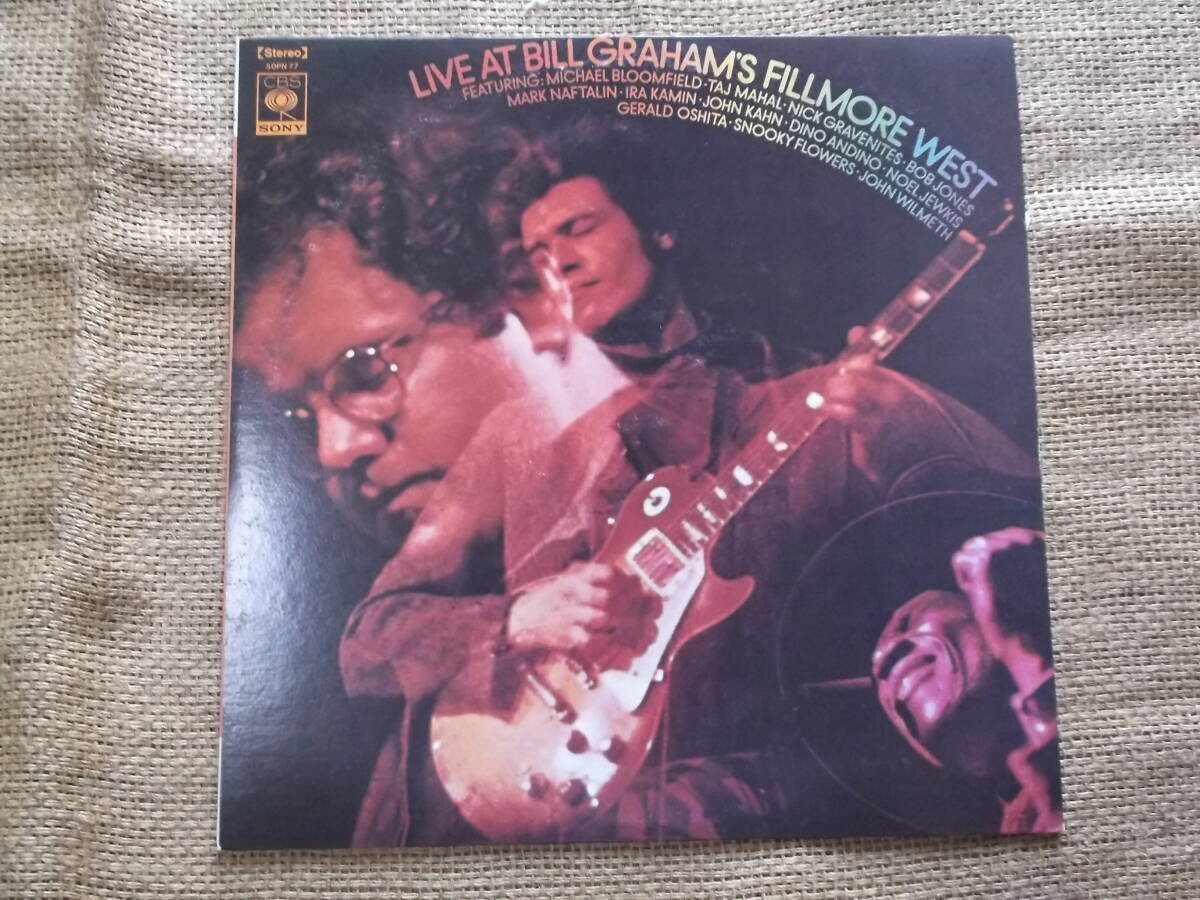 【Stereo】
SOPN 77
CBS
SONY
LIVE AT BILL GRAHAM'S FILLMORE WEST
FEATURING: MICHAEL BLOOMFIELD · TAJ MAHAL · NICK GRAVENITES · BOB JONES
MARK NAFTALIN · IRA KAMIN · JOHN KAHN · DINO ANDINO · NOEL JEWKIS
GERALD OSHITA · SNOOKY FLOWERS · JOHN WILMETH